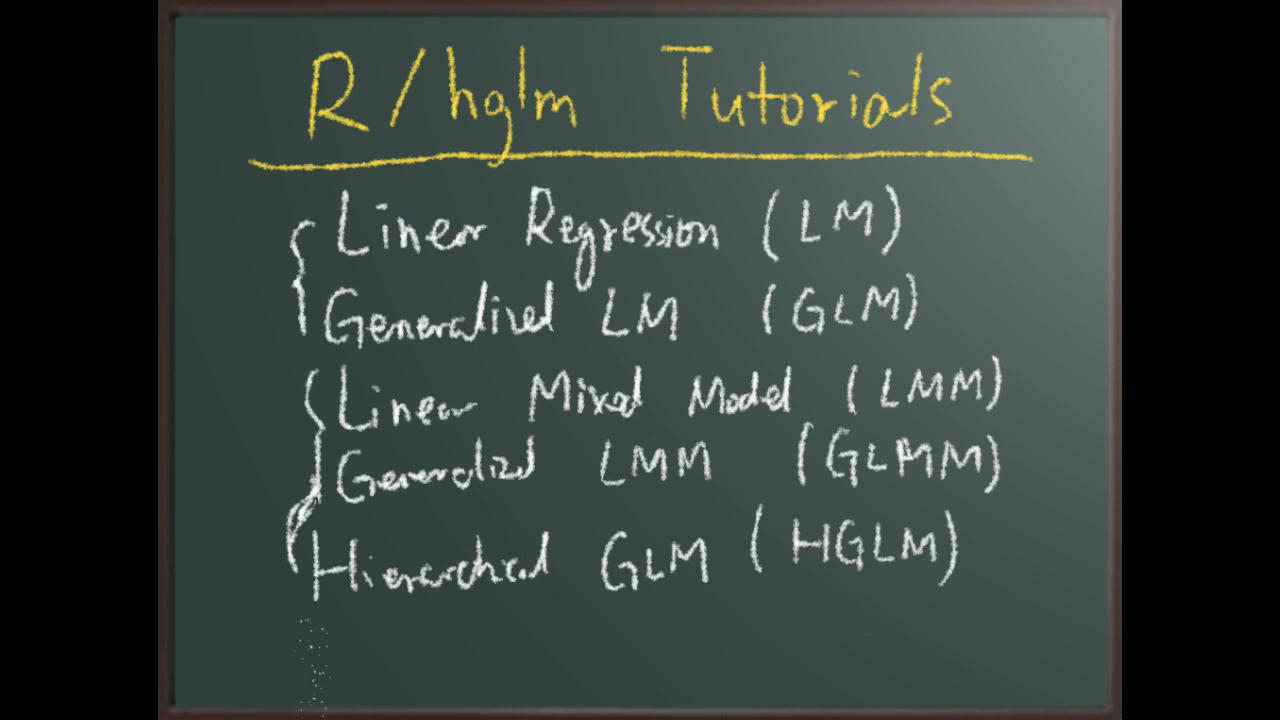 R/hglm Tutorials
Linear Regression (LM)
Generalized LM (GLM)
Linear Mixed Model (LMM)
Generalized LMM (GLMM)
Hierarchical GLM (HGLM)